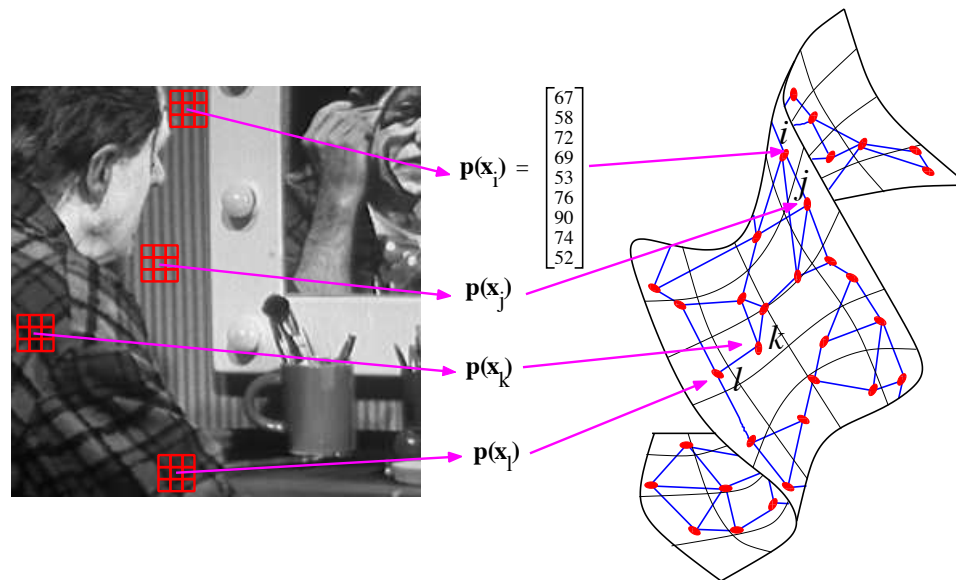 p(x_i) =
67
58
72
69
53
76
90
74
52
p(x_j)
p(x_k)
p(x_l)
i
j
k
l